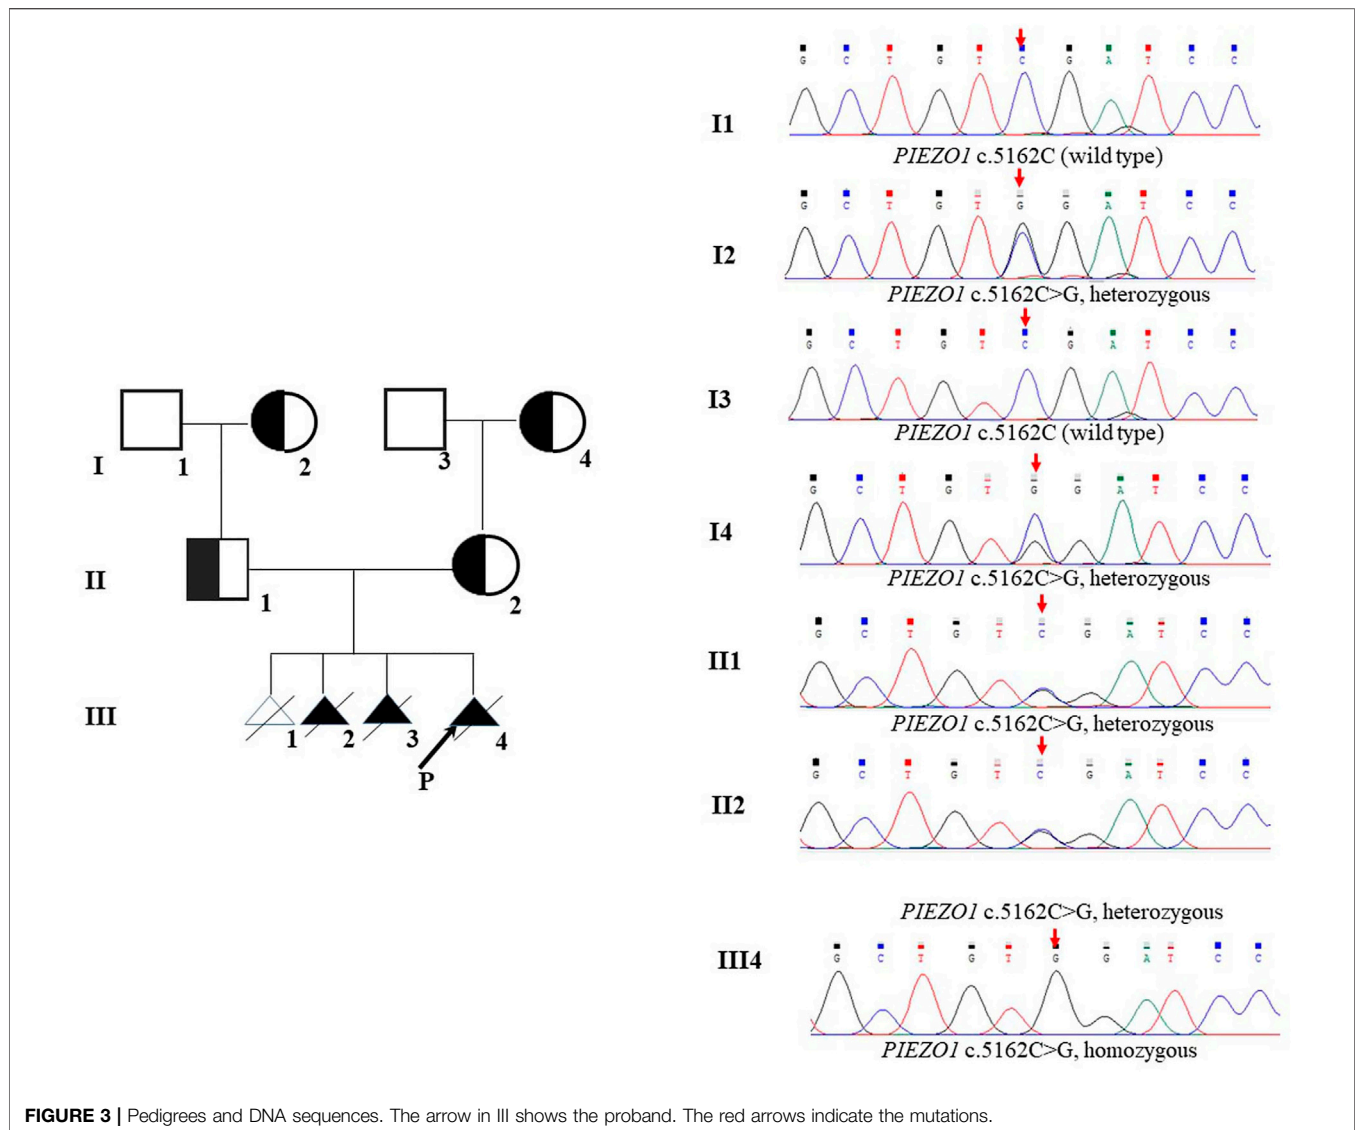 I
1
2
3
4
II
1
2
III
1
2
3
4
P
G C T G T C G A T C C
I1
PIEZO1 c.5162C (wild type)
G C T G T G G A T C C
I2
PIEZO1 c.5162C>G, heterozygous
G C T G T C G A T C C
I3
PIEZO1 c.5162C (wild type)
G C T G T G G A T C C
I4
PIEZO1 c.5162C>G, heterozygous
G C T G T C G A T C C
II1
PIEZO1 c.5162C>G, heterozygous
G C T G T C G A T C C
II2
PIEZO1 c.5162C>G, heterozygous
III4
G C T G T G G A T C C
PIEZO1 c.5162C>G, homozygous
FIGURE 3 | Pedigrees and DNA sequences. The arrow in III shows the proband. The red arrows indicate the mutations.